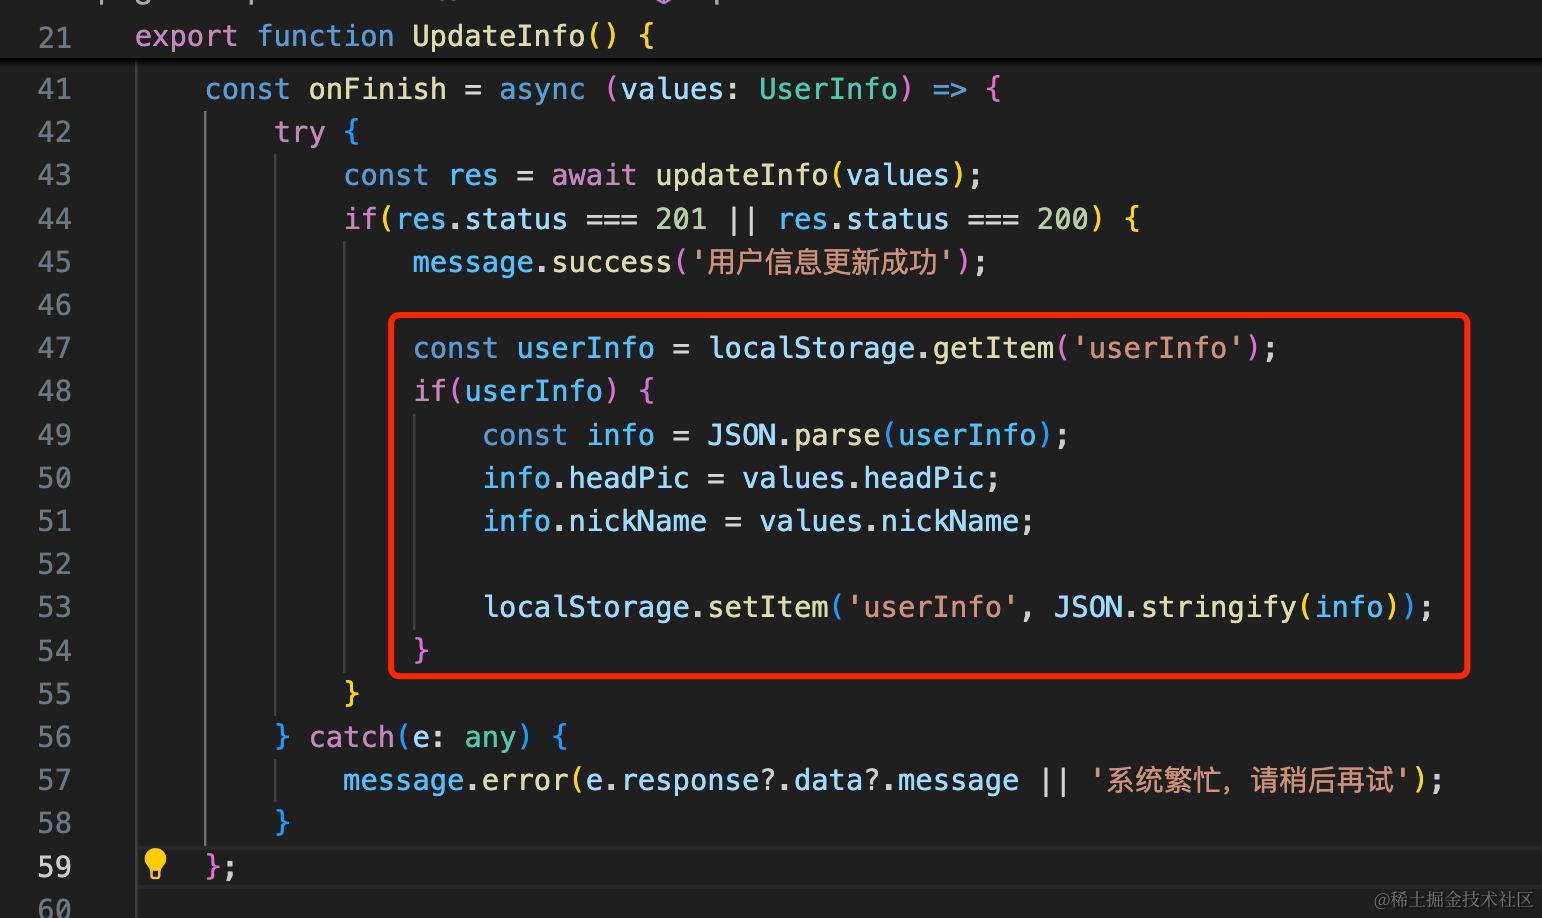 21 export function UpdateInfo() {
41 const onFinish = async (values: UserInfo) => {
42 try {
43 const res = await updateInfo(values);
44 if(res.status === 201 || res.status === 200) {
45 message.success('用户信息更新成功');
46
47 const userInfo = localStorage.getItem('userInfo');
48 if(userInfo) {
49 const info = JSON.parse(userInfo);
50 info.headPic = values.headPic;
51 info.nickName = values.nickName;
52
53 localStorage.setItem('userInfo', JSON.stringify(info));
54 }
55 }
56 } catch(e: any) {
57 message.error(e.response?.data?.message || '系统繁忙，请稍后再试');
58 }
59 };
60
@稀土掘金技术社区